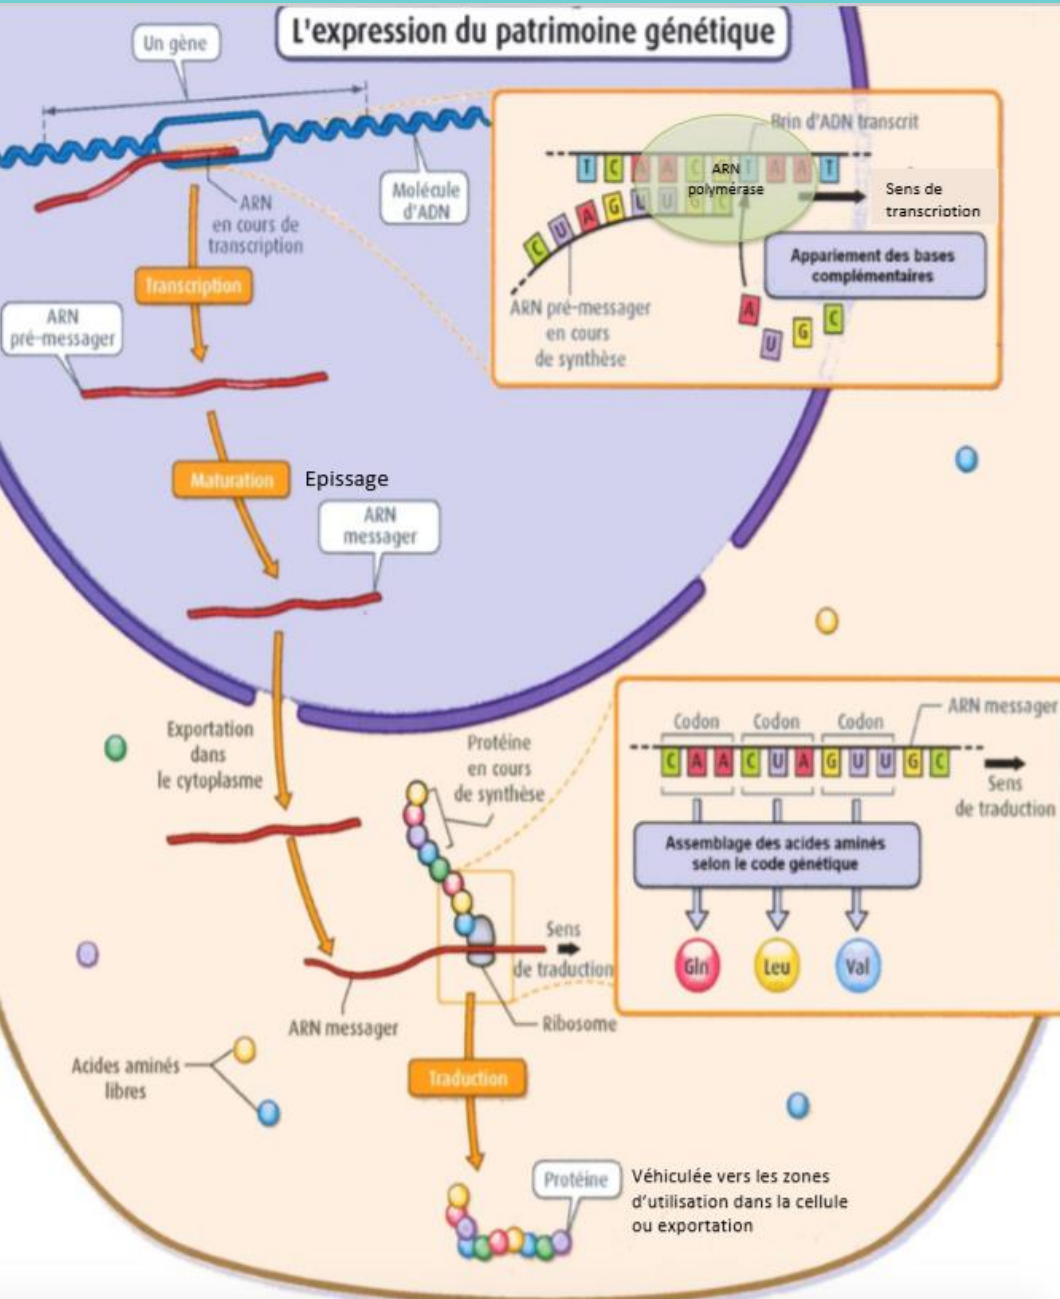 L'expression du patrimoine génétique
Un gène
Molécule
d'ADN
ARN
en cours de
transcription
Transcription
ARN
pré-messager
Maturation
Epissage
ARN
messager
Brin d'ADN transcrit
T C A A C C T A A T
ARN
polymérase
Sens de
transcription
C U A G U U G C
Appariement des bases
complémentaires
ARN pré-messager
en cours
de synthèse
A
U
G
C
Exportation
dans
le cytoplasme
Protéine
en cours
de synthèse
Sens
de traduction
ARN messager
Ribosome
Acides aminés
libres
Traduction
Protéine
Véhiculée vers les zones
d'utilisation dans la cellule
ou exportation
ARN messager
Codon Codon Codon
C A A C U A G U U G C
Sens
de traduction
Assemblage des acides aminés
selon le code génétique
Gln Leu Val